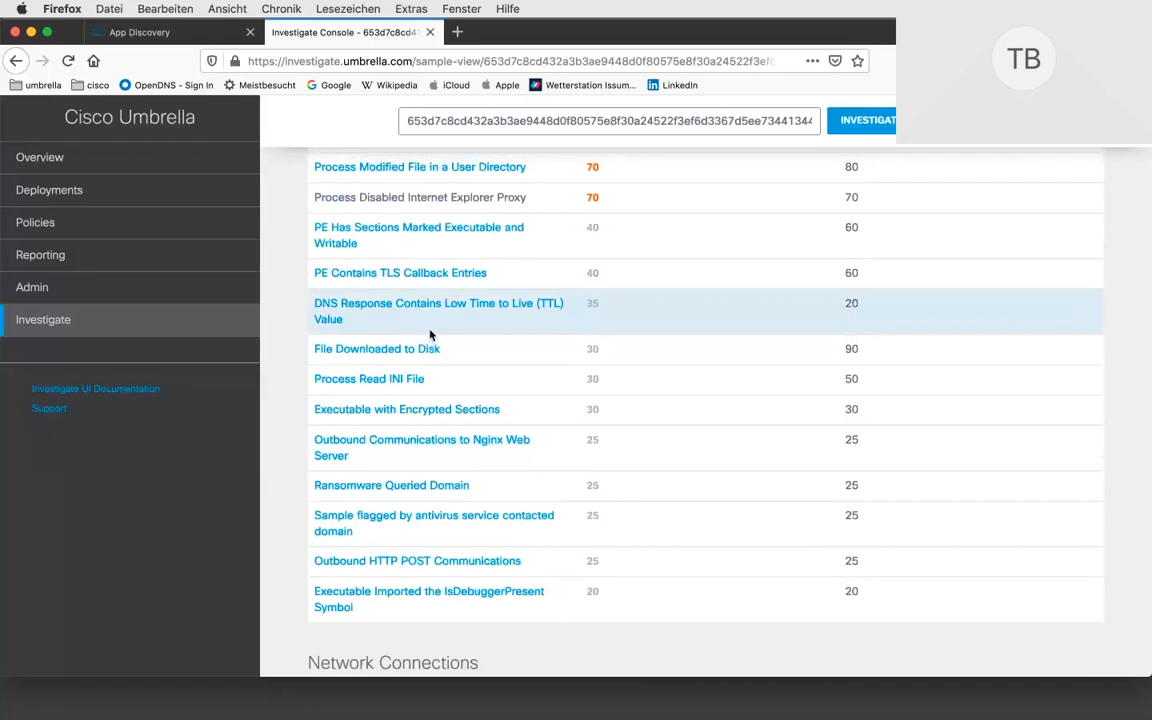 Firefox Datei Bearbeiten Ansicht Chronik Lesezeichen Extras Fenster Hilfe
App Discovery
Investigate Console - 653d7c8cd4
https://investigate.umbrella.com/sample-view/653d7c8cd432a3b3ae9448d0f80575e8f30a24522f3ef6
umbrella cisco OpenDNS - Sign In Meistbesucht Google Wikipedia iCloud Apple Wetterstation Issum... LinkedIn
TB
Cisco Umbrella
653d7c8cd432a3b3ae9448d0f80575e8f30a24522f3ef6d3367d5ee73441344
INVESTIGAT
Overview
Deployments
Policies
Reporting
Admin
Investigate
Investigate UI Documentation
Support
Process Modified File in a User Directory 70 80
Process Disabled Internet Explorer Proxy 70 70
PE Has Sections Marked Executable and 40 60
Writable
PE Contains TLS Callback Entries 40 60
DNS Response Contains Low Time to Live (TTL) 35 20
Value
File Downloaded to Disk 30 90
Process Read INI File 30 50
Executable with Encrypted Sections 30 30
Outbound Communications to Nginx Web 25 25
Server
Ransomware Queried Domain 25 25
Sample flagged by antivirus service contacted 25 25
domain
Outbound HTTP POST Communications 25 25
Executable Imported the IsDebuggerPresent 20 20
Symbol
Network Connections